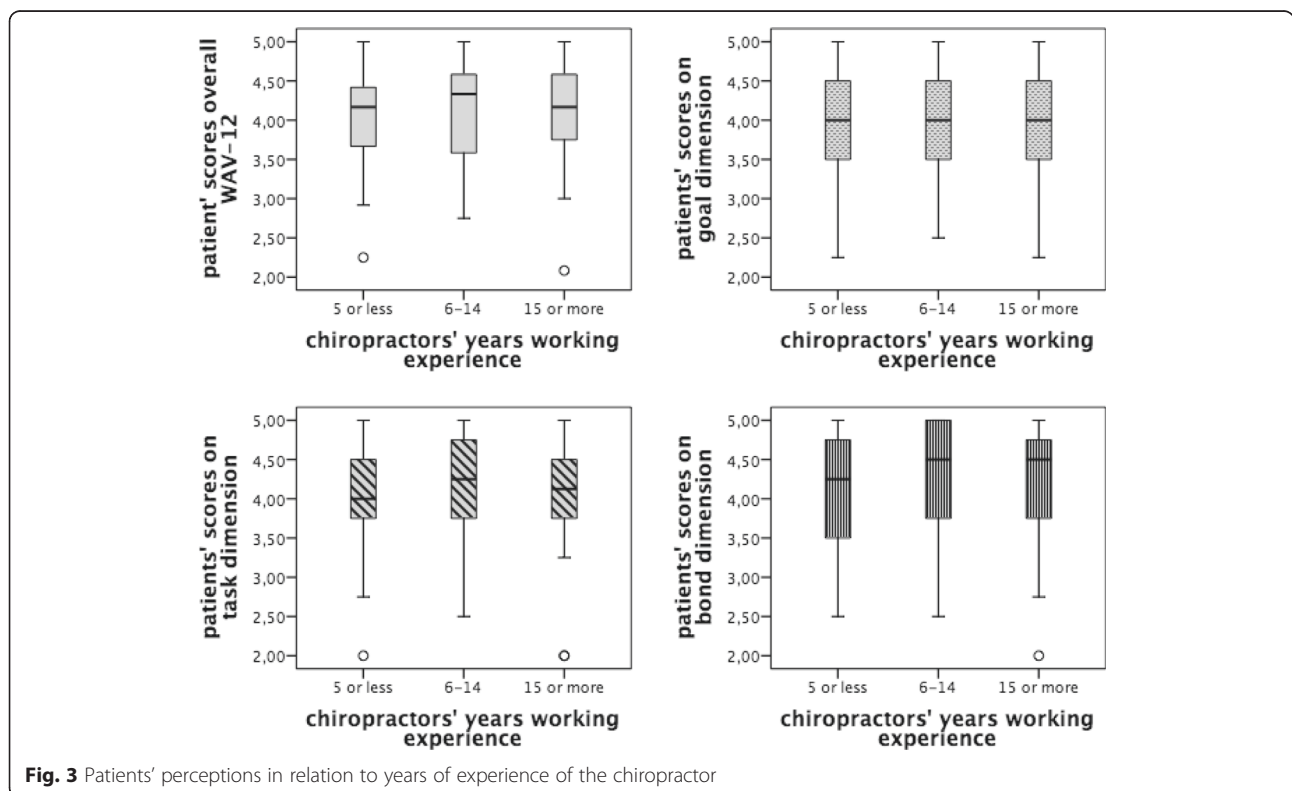 patient' scores overall
WAV-12
5,00
4,50
4,00
3,50
3,00
2,50
2,00
5 or less
6-14
15 or more
chiropractors' years working
experience
patients' scores on
goal dimension
5,00
4,50
4,00
3,50
3,00
2,50
2,00
5 or less
6-14
15 or more
chiropractors' years working
experience
patients' scores on
task dimension
5,00
4,50
4,00
3,50
3,00
2,50
2,00
5 or less
6-14
15 or more
chiropractors' years working
experience
patients' scores on
bond dimension
5,00
4,50
4,00
3,50
3,00
2,50
2,00
5 or less
6-14
15 or more
chiropractors' years working
experience
Fig. 3 Patients' perceptions in relation to years of experience of the chiropractor